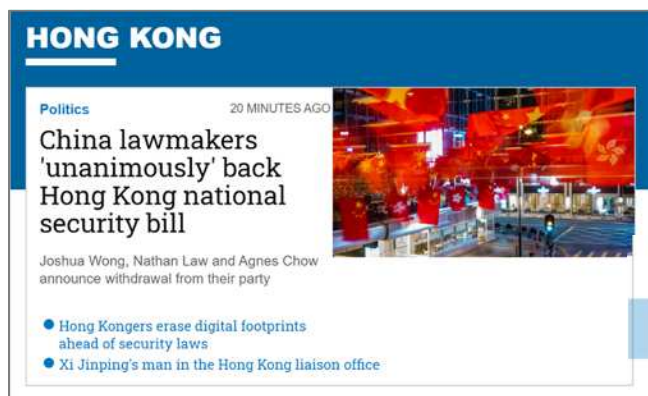 HONG KONG
Politics
20 MINUTES AGO
China lawmakers
'unanimously' back
Hong Kong national
security bill
Joshua Wong, Nathan Law and Agnes Chow
announce withdrawal from their party
Hong Kongers erase digital footprints
ahead of security laws
Xi Jinping's man in the Hong Kong liaison office